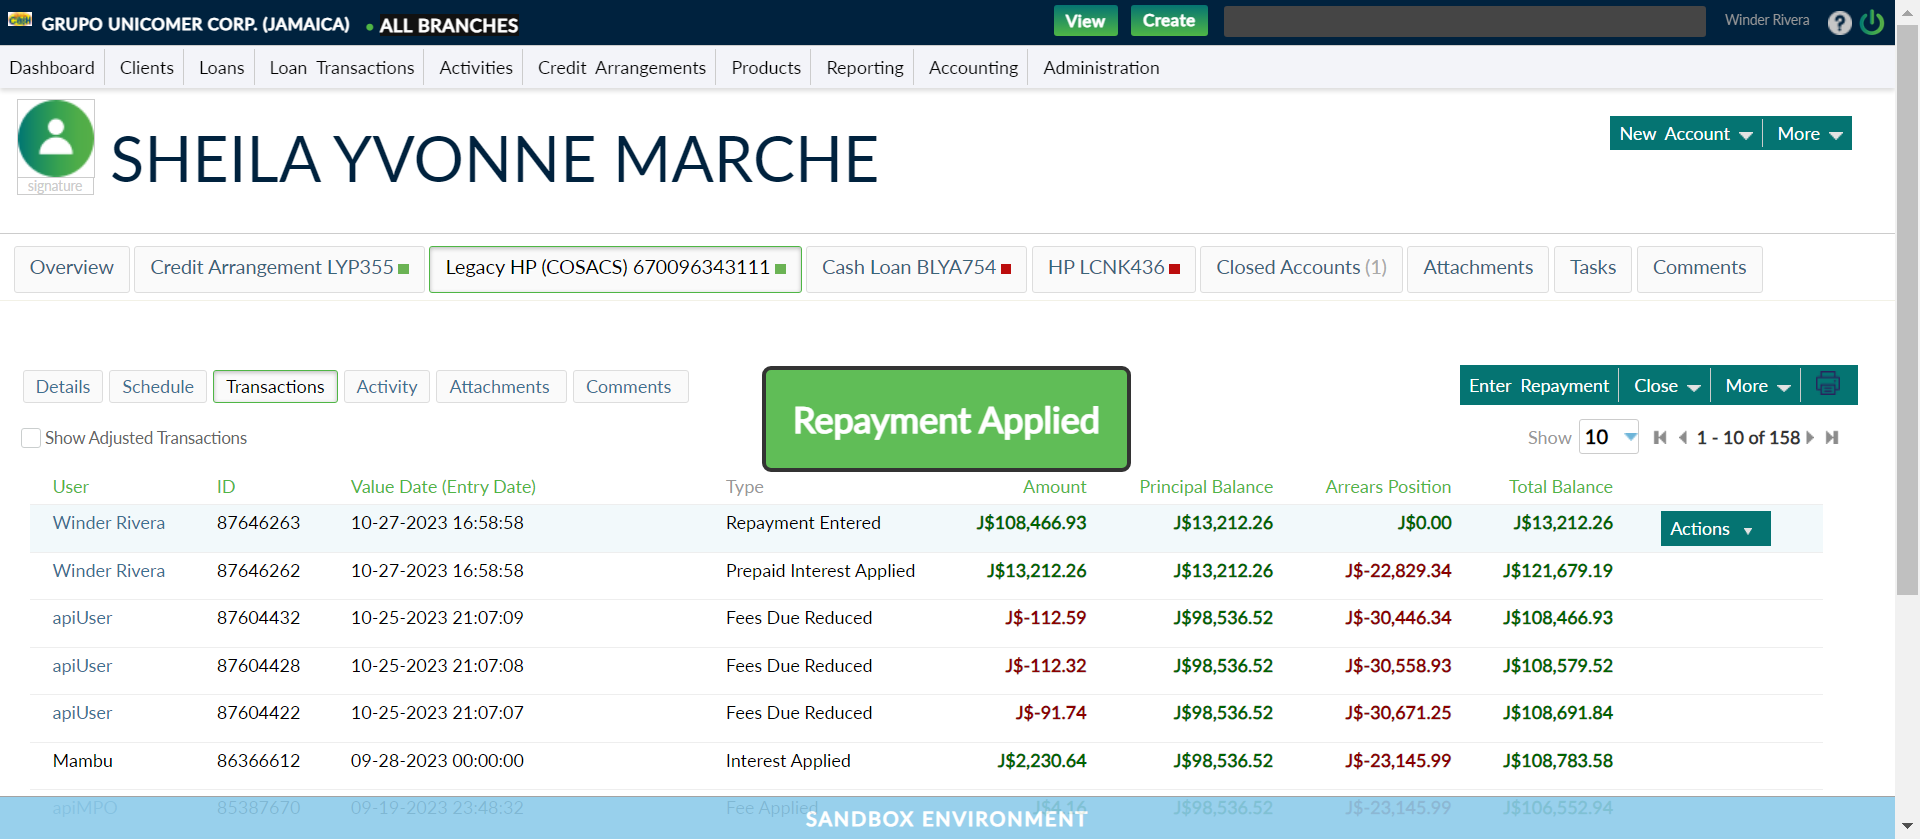 Cash GRUPO UNICOMER CORP. (JAMAICA) • ALL BRANCHES View Create Winder Rivera ?
Dashboard Clients Loans Loan Transactions Activities Credit Arrangements Products Reporting Accounting Administration
signature
SHEILA YVONNE MARCHE
New Account More
Overview Credit Arrangement LYP355 Legacy HP (COSACS) 670096343111 Cash Loan BLYA754 HP LCNK436 Closed Accounts (1) Attachments Tasks Comments
Details Schedule Transactions Activity Attachments Comments
Repayment Applied
Enter Repayment Close More
Show Adjusted Transactions
Show 10 1 - 10 of 158
User ID Value Date (Entry Date) Type Amount Principal Balance Arrears Position Total Balance
Winder Rivera 87646263 10-27-2023 16:58:58 Repayment Entered J$108,466.93 J$13,212.26 J$0.00 J$13,212.26 Actions
Winder Rivera 87646262 10-27-2023 16:58:58 Prepaid Interest Applied J$13,212.26 J$13,212.26 J$-22,829.34 J$121,679.19
apiUser 87604432 10-25-2023 21:07:09 Fees Due Reduced J$-112.59 J$98,536.52 J$-30,446.34 J$108,466.93
apiUser 87604428 10-25-2023 21:07:08 Fees Due Reduced J$-112.32 J$98,536.52 J$-30,558.93 J$108,579.52
apiUser 87604422 10-25-2023 21:07:07 Fees Due Reduced J$-91.74 J$98,536.52 J$-30,671.25 J$108,691.84
Mambu 86366612 09-28-2023 00:00:00 Interest Applied J$2,230.64 J$98,536.52 J$-23,145.99 J$108,783.58
apiMPO 85387670 09-19-2023 23:48:32 Fee Applied J$4.16 J$98,536.52 J$-23,145.99 J$106,552.94
SANDBOX ENVIRONMENT